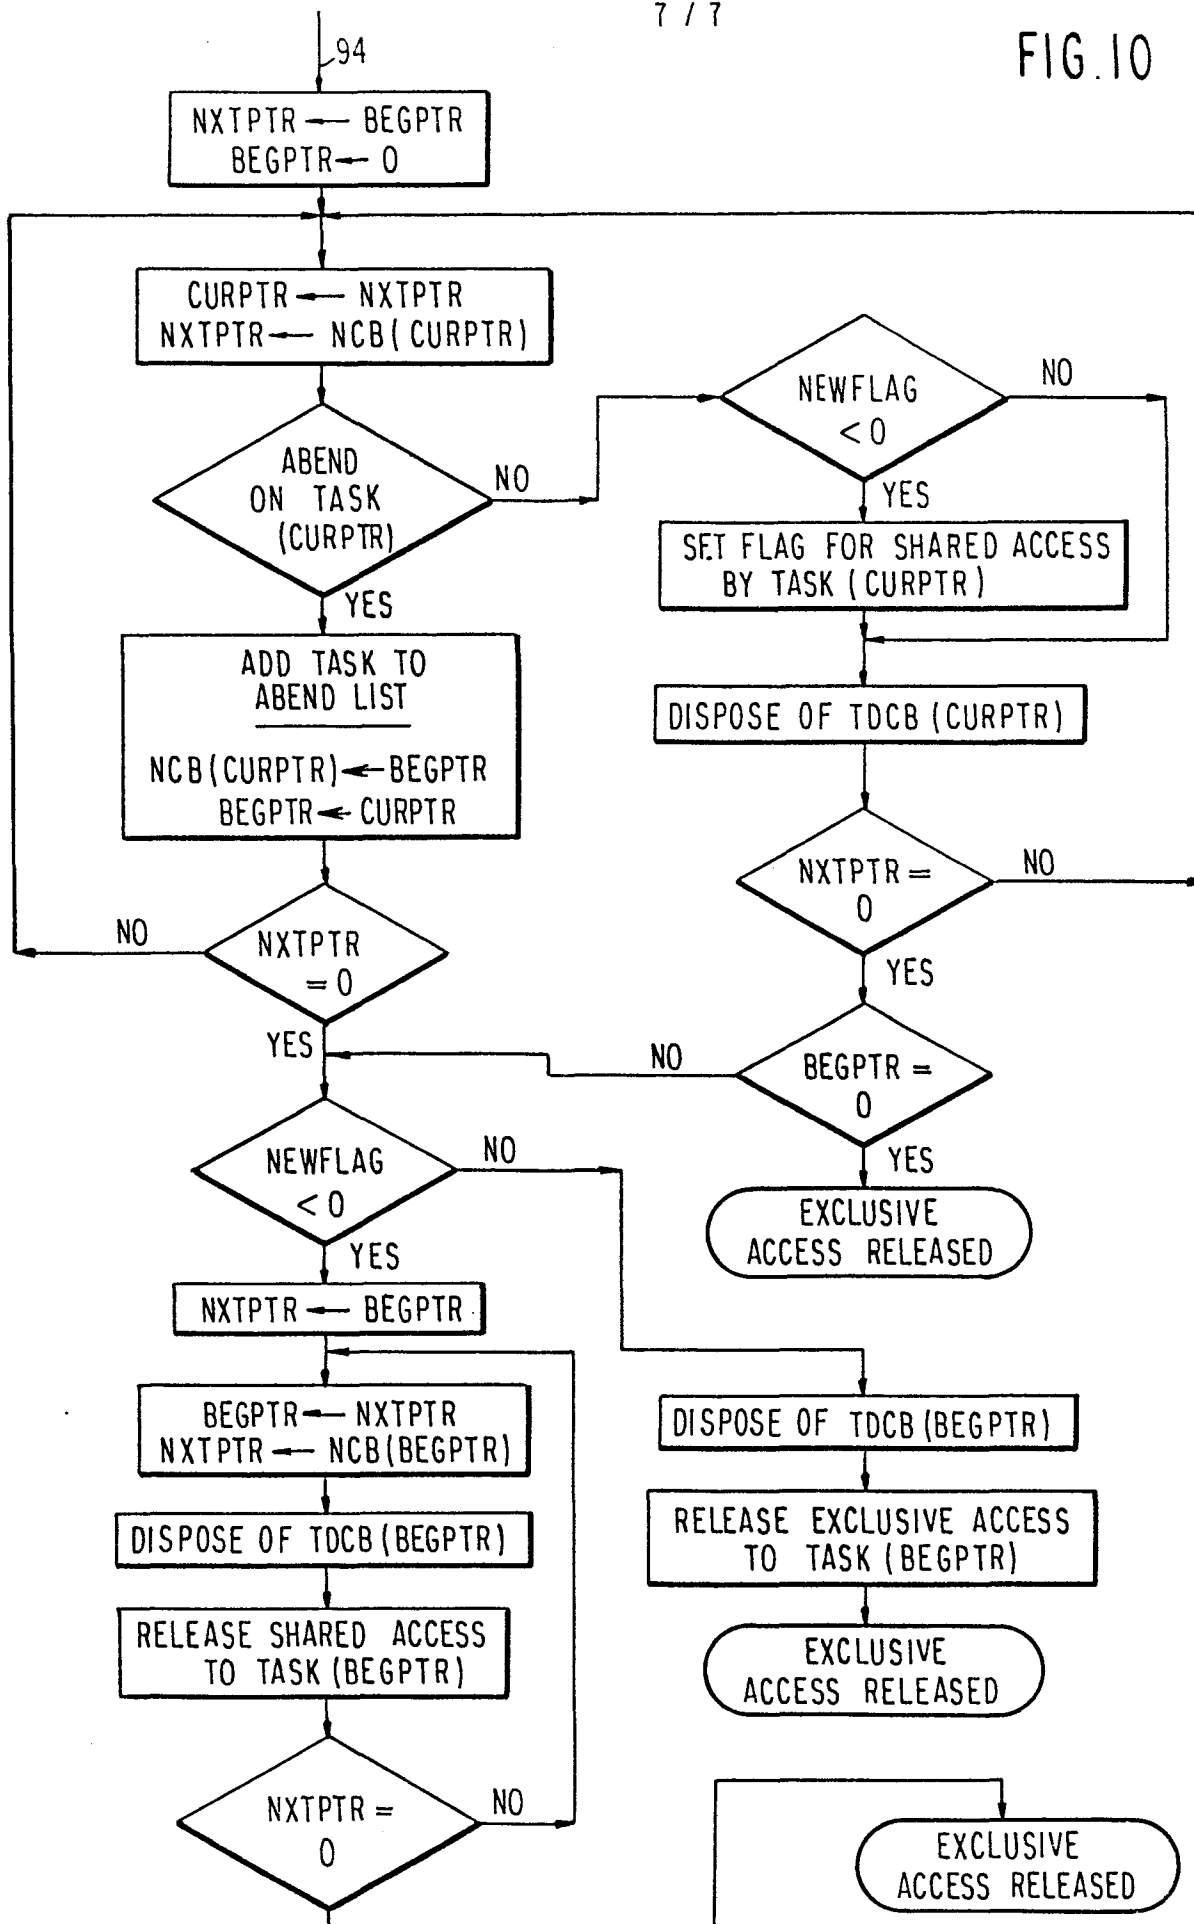 7 / 7
FIG.10
94
NXTPTR ← BEGPTR
BEGPTR ← 0
CURPTR ← NXTPTR
NXTPTR ← NCB(CURPTR)
ABEND
ON TASK
(CURPTR)
NO
YES
NEWFLAG
< 0
NO
YES
SET FLAG FOR SHARED ACCESS
BY TASK (CURPTR)
ADD TASK TO
ABEND LIST
NCB(CURPTR) ← BEGPTR
BEGPTR ← CURPTR
DISPOSE OF TDCB (CURPTR)
NXTPTR =
0
NO
YES
NXTPTR
= 0
NO
YES
BEGPTR =
0
NO
YES
EXCLUSIVE
ACCESS RELEASED
NEWFLAG
< 0
NO
YES
NXTPTR ← BEGPTR
BEGPTR ← NXTPTR
NXTPTR ← NCB(BEGPTR)
DISPOSE OF TDCB (BEGPTR)
RELEASE SHARED ACCESS
TO TASK (BEGPTR)
NXTPTR =
0
NO
DISPOSE OF TDCB (BEGPTR)
RELEASE EXCLUSIVE ACCESS
TO TASK (BEGPTR)
EXCLUSIVE
ACCESS RELEASED
EXCLUSIVE
ACCESS RELEASED